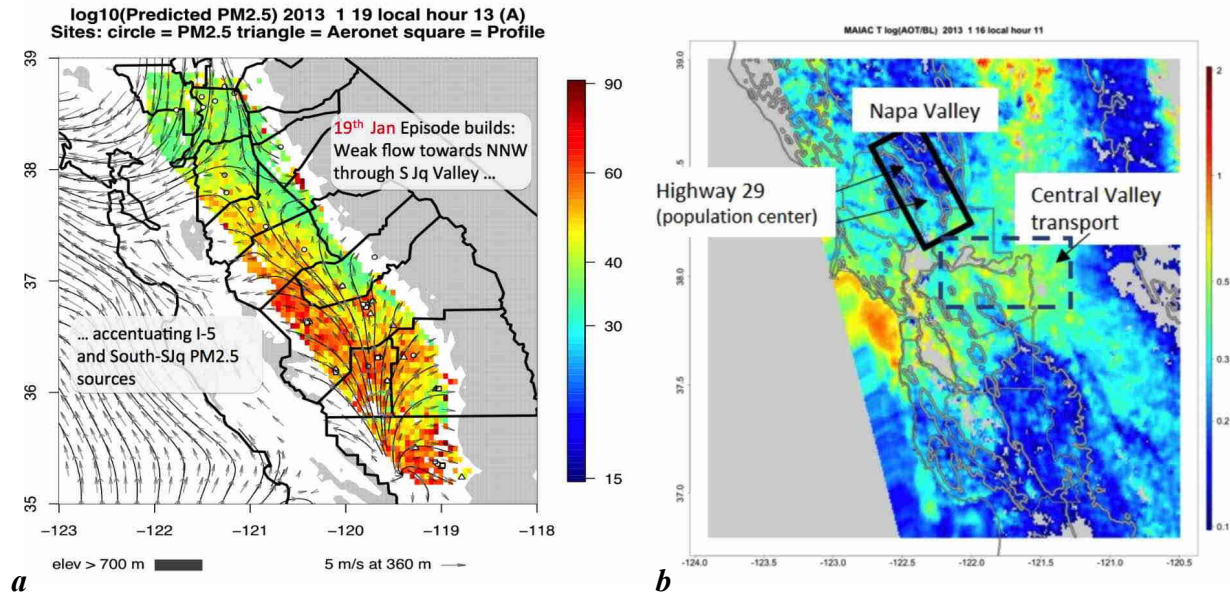 log10(Predicted PM2.5) 2013 1 19 local hour 13 (A)
Sites: circle = PM2.5 triangle = Aeronet square = Profile
39
38
37
36
35
−123
−122
−121
−120
−119
−118
19th Jan Episode builds:
Weak flow towards NNW
through S Jq Valley ...
... accentuating I-5
and South-SJq PM2.5
sources
90
60
30
15
elev > 700 m
5 m/s at 360 m
a
MAIAC T log(AOT/BL) 2013 1 16 local hour 11
39.0
.5
38.0
37.5
37.0
-124.0
-123.5
-123.0
-122.5
-122.0
-121.5
-121.0
-120.5
Napa Valley
Highway 29
(population center)
Central Valley
transport
2
1
0.5
0.1
b